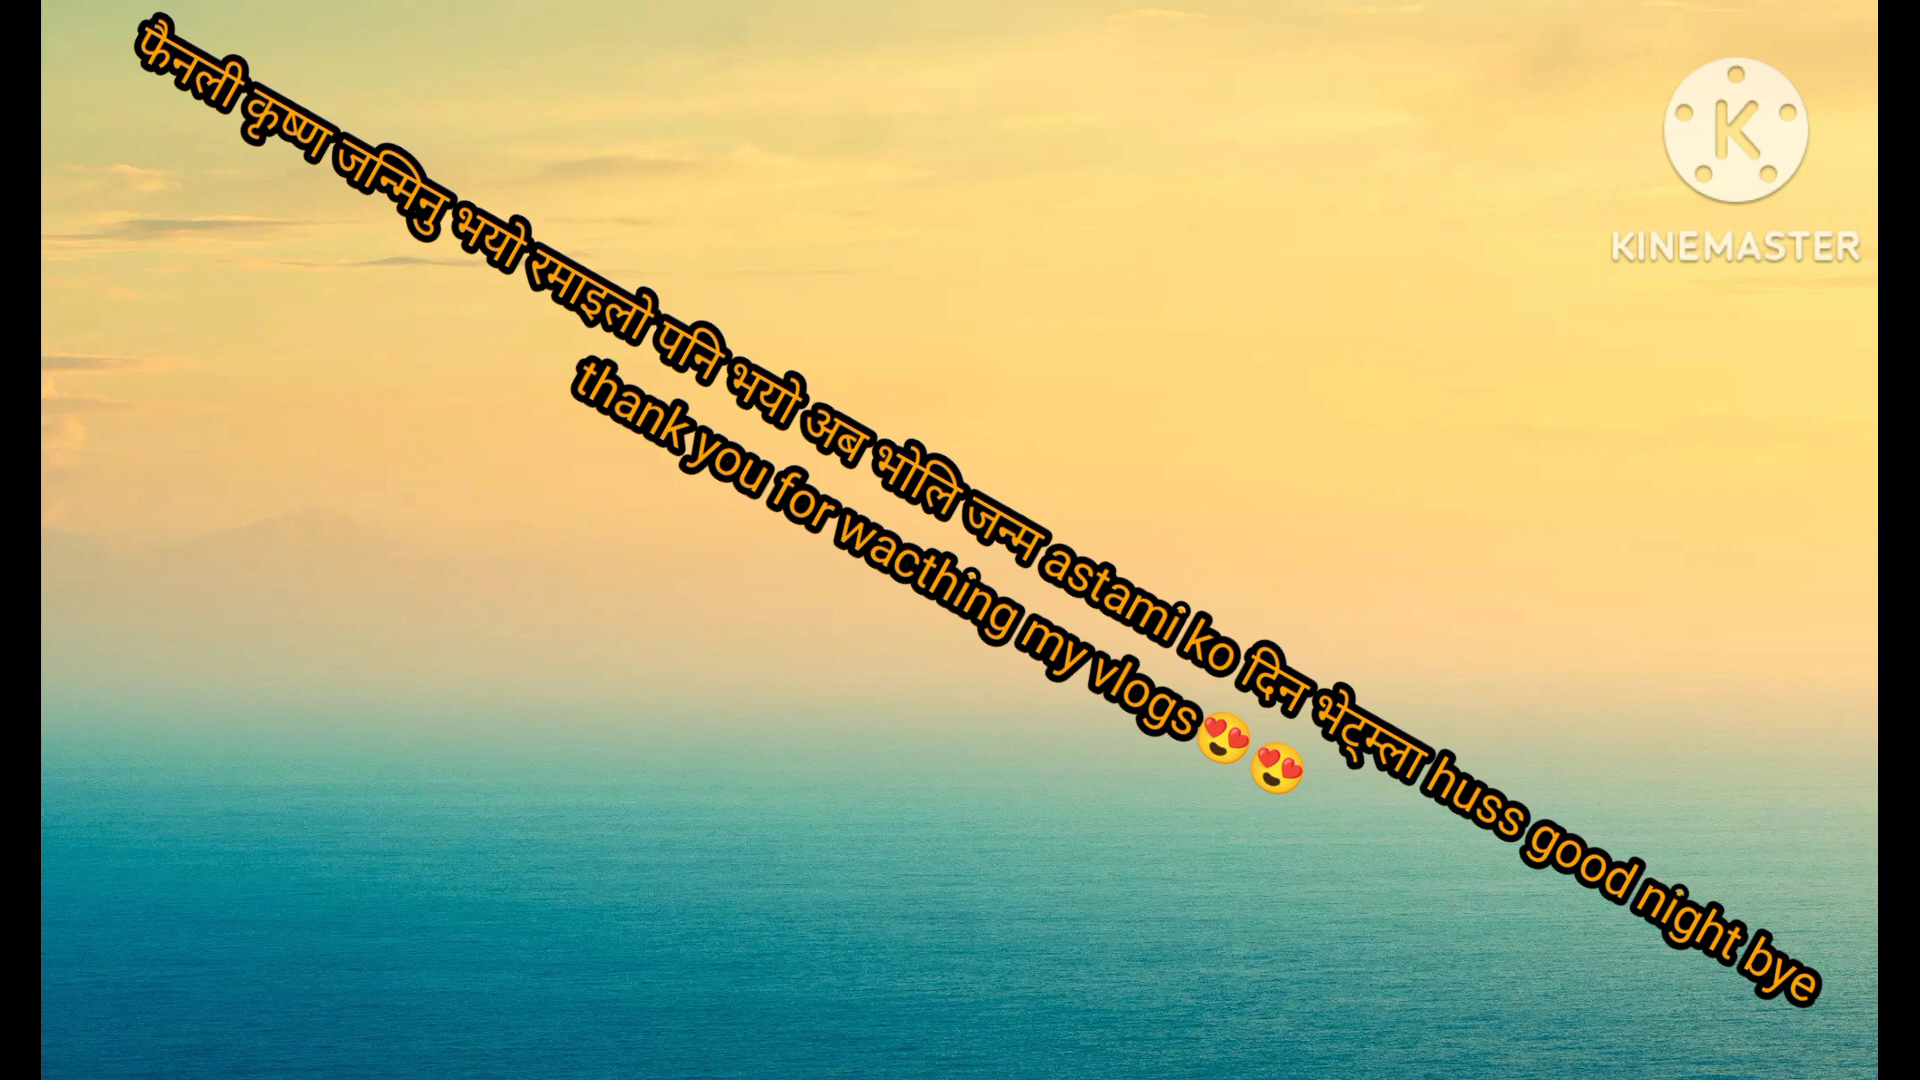 फैनली कृष्ण जन्मिनु भयो रमाइलो पनि भयो अब भोलि जन्म astami ko दिन भेट्म्ला huss good night bye
thank you for wacthing my vlogs😍😍
K
KINEMASTER